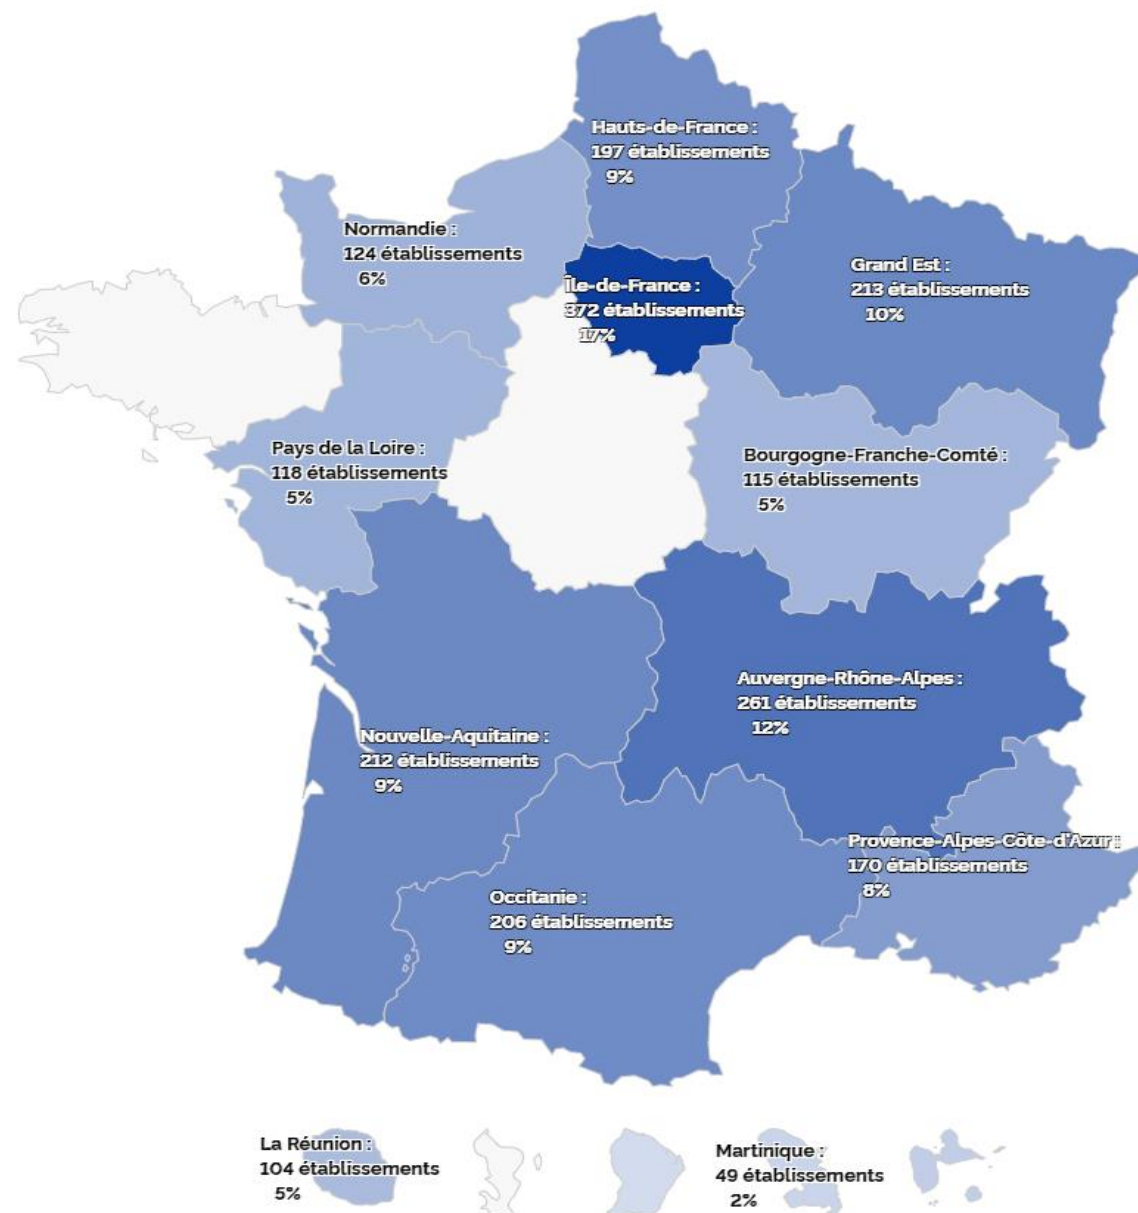 Hauts-de-France :
197 établissements
9%
Normandie :
124 établissements
6%
Île-de-France :
372 établissements
17%
Grand Est :
213 établissements
10%
Pays de la Loire :
118 établissements
5%
Bourgogne-Franche-Comté :
115 établissements
5%
Auvergne-Rhône-Alpes :
261 établissements
12%
Nouvelle-Aquitaine :
212 établissements
9%
Provence-Alpes-Côte-d'Azur :
170 établissements
8%
Occitanie :
206 établissements
9%
La Réunion :
104 établissements
5%
Martinique :
49 établissements
2%